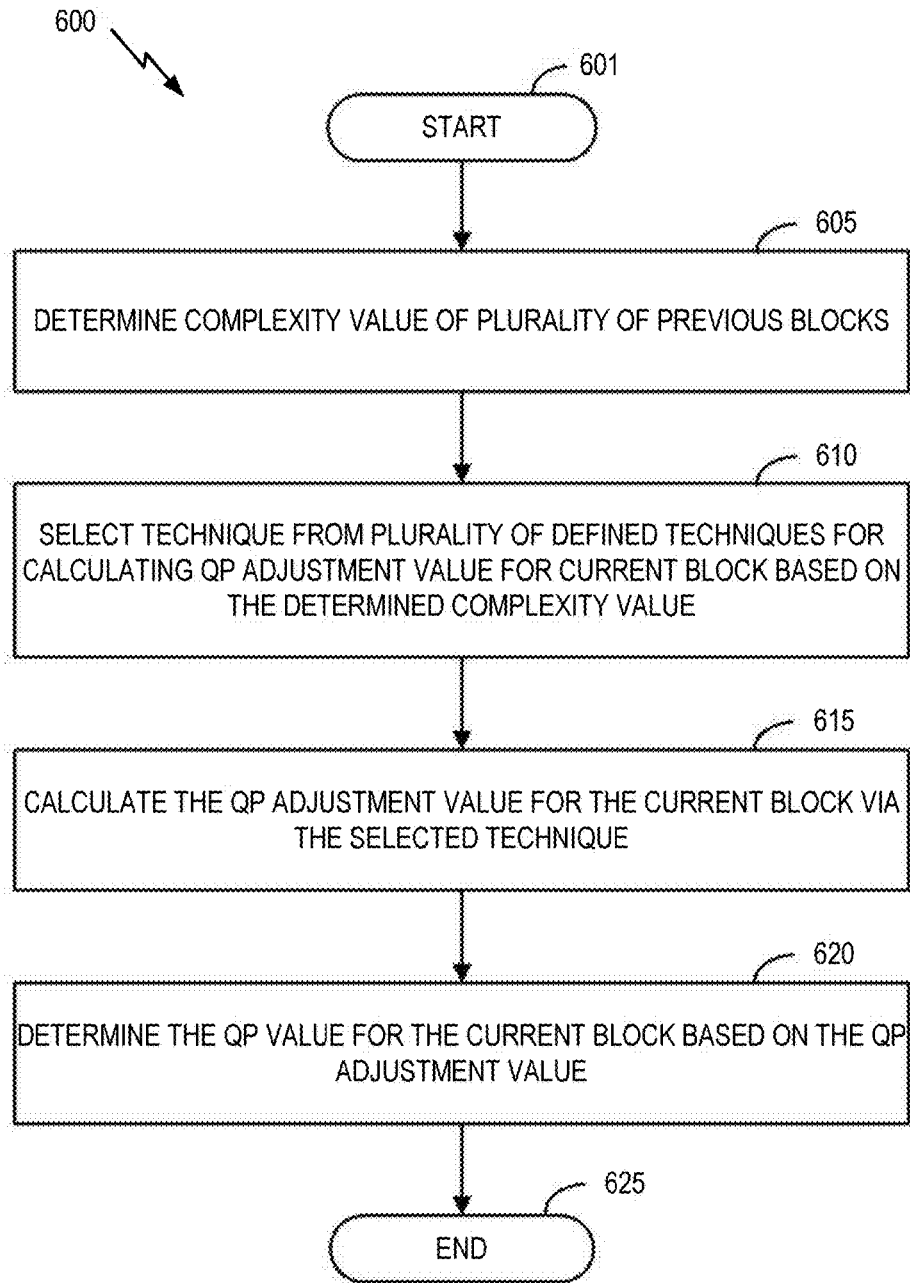 600
601
START
605
DETERMINE COMPLEXITY VALUE OF PLURALITY OF PREVIOUS BLOCKS
610
SELECT TECHNIQUE FROM PLURALITY OF DEFINED TECHNIQUES FOR
CALCULATING QP ADJUSTMENT VALUE FOR CURRENT BLOCK BASED ON
THE DETERMINED COMPLEXITY VALUE
615
CALCULATE THE QP ADJUSTMENT VALUE FOR THE CURRENT BLOCK VIA
THE SELECTED TECHNIQUE
620
DETERMINE THE QP VALUE FOR THE CURRENT BLOCK BASED ON THE QP
ADJUSTMENT VALUE
625
END